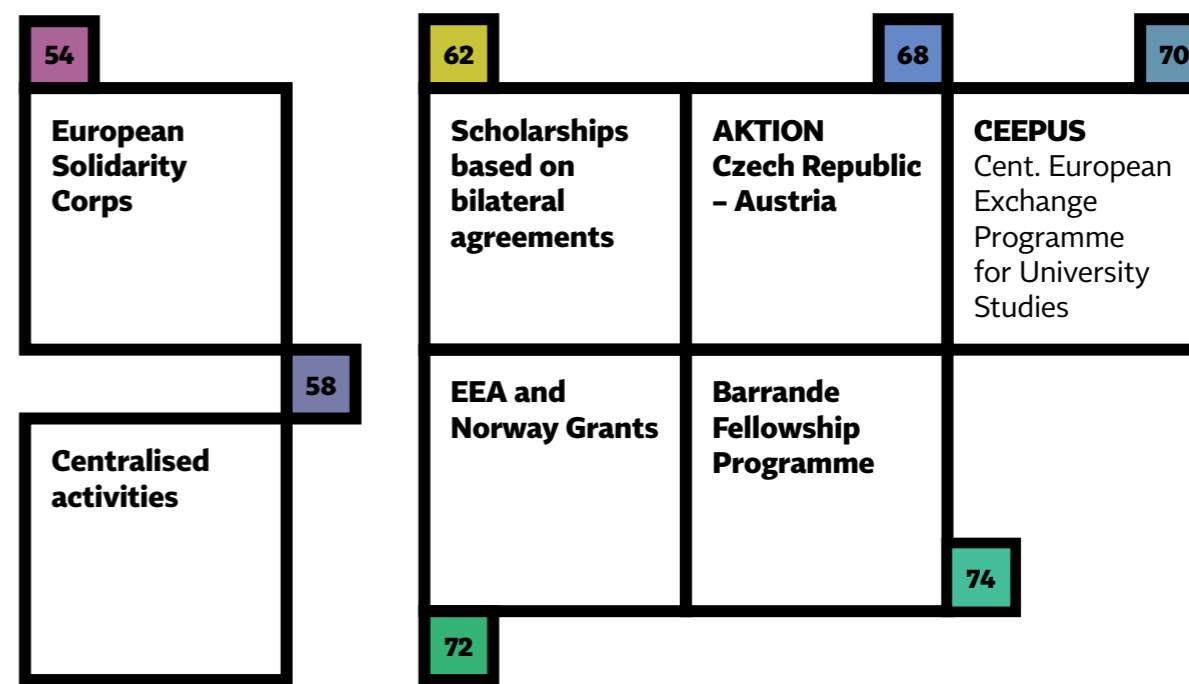 54
European
Solidarity
Corps
58
Centralised
activities
62
Scholarships
based on
bilateral
agreements
68
AKTION
Czech Republic
– Austria
70
CEEPUS
Cent. European
Exchange
Programme
for University
Studies
EEA and
Norway Grants
72
Barrande
Fellowship
Programme
74